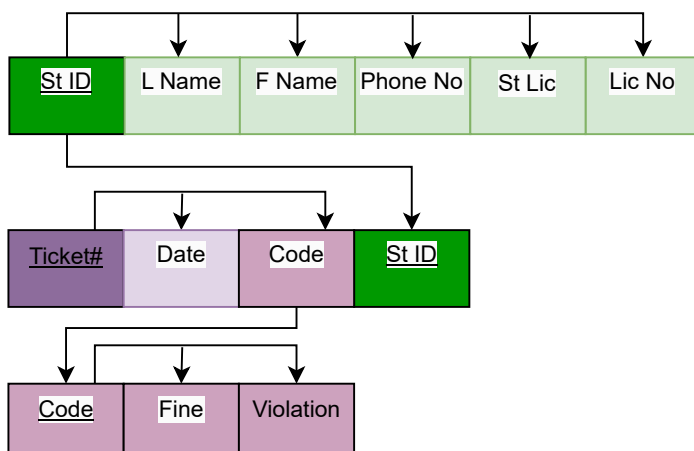 St ID
L Name
F Name
Phone No
St Lic
Lic No
Ticket#
Date
Code
St ID
Code
Fine
Violation